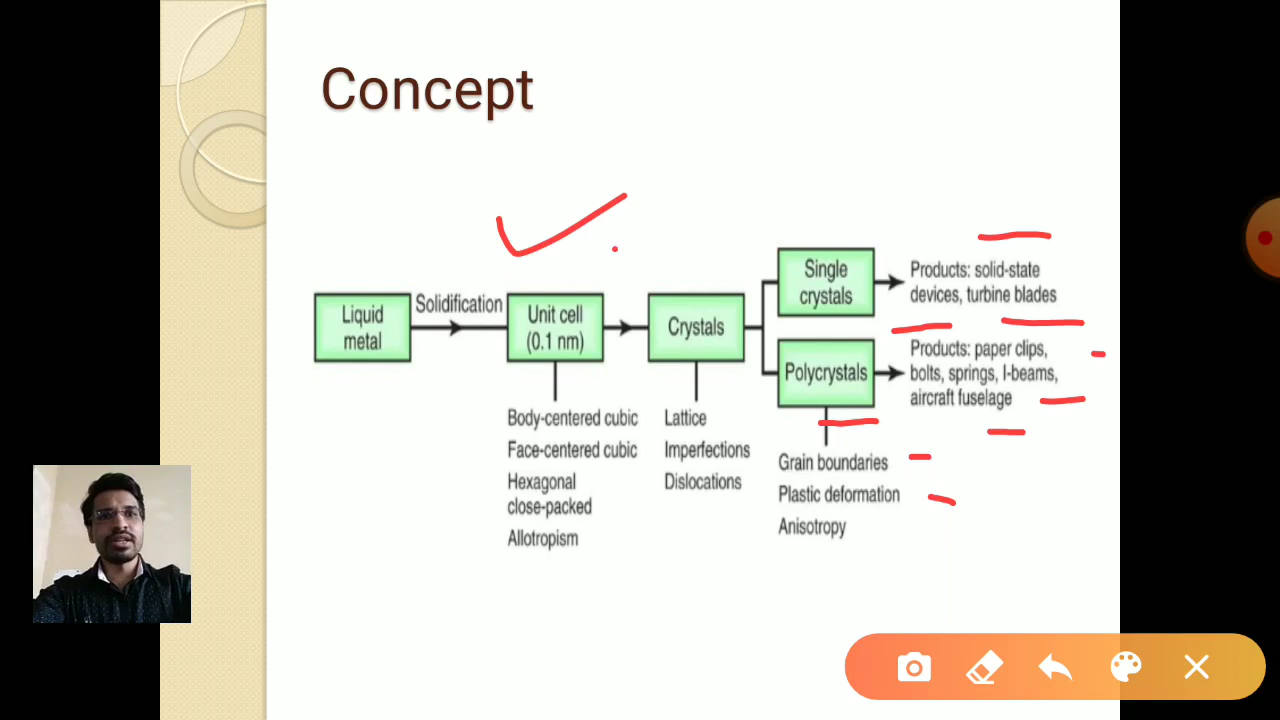 Concept
Liquid
metal
Solidification
Unit cell
(0.1 nm)
Crystals
Single
crystals
Polycrystals
Products: solid-state
devices, turbine blades
Products: paper clips,
bolts, springs, I-beams,
aircraft fuselage
Body-centered cubic
Face-centered cubic
Hexagonal
close-packed
Allotropism
Lattice
Imperfections
Dislocations
Grain boundaries
Plastic deformation
Anisotropy